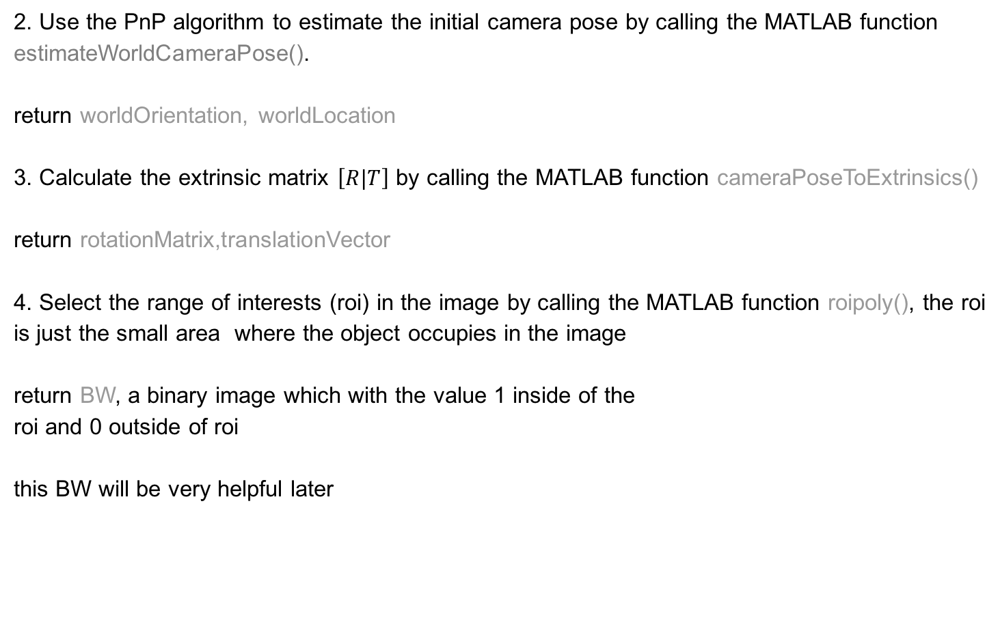 2. Use the PnP algorithm to estimate the initial camera pose by calling the MATLAB function
estimateWorldCameraPose().
return worldOrientation, worldLocation
3. Calculate the extrinsic matrix [R|T] by calling the MATLAB function cameraPoseToExtrinsics()
return rotationMatrix,translationVector
4. Select the range of interests (roi) in the image by calling the MATLAB function roipoly(), the roi
is just the small area where the object occupies in the image
return BW, a binary image which with the value 1 inside of the
roi and 0 outside of roi
this BW will be very helpful later